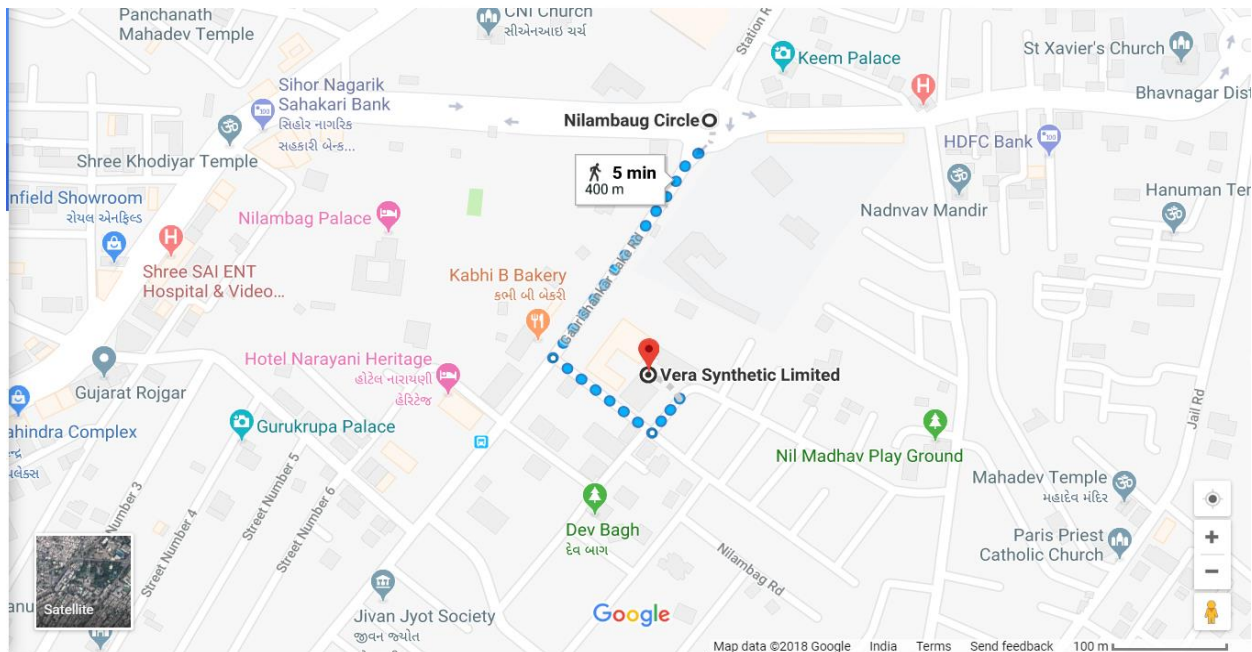 Panchanath
Mahadev Temple
CNI Church
સીએનઆઇ ચર્ચ
Station R
Keem Palace
St Xavier's Church
Bhavnagar Dist
Sihor Nagarik
Sahakari Bank
સિહોર નાગરિક
સહકારી બેન્ક...
Nilambaug Circle
HDFC Bank
Shree Khodiyar Temple
5 min
400 m
nfield Showroom
રોયલ એનફિલ્ડ
Nilambag Palace
Nadnvav Mandir
Hanuman Ter
Shree SAI ENT
Hospital & Video...
Kabhi B Bakery
કભી બી બેકરી
Gaurishankar Lake Rd
Hotel Narayani Heritage
હોટેલ નારાયણી
હેરિટેજ
Vera Synthetic Limited
Gujarat Rojgar
Jail Rd
ahindra Complex
પલેક્સ
Gurukrupa Palace
Nil Madhav Play Ground
Number 3
Street Number 4
Street Number 5
Street Number 6
Mahadev Temple
મહાદેવ મંદિર
Dev Bagh
દેવ બાગ
Paris Priest
Catholic Church
Nilambag Rd
Satellite
anu
Jivan Jyot Society
જીવન જ્યોત
Google
Map data ©2018 Google India Terms Send feedback 100 m